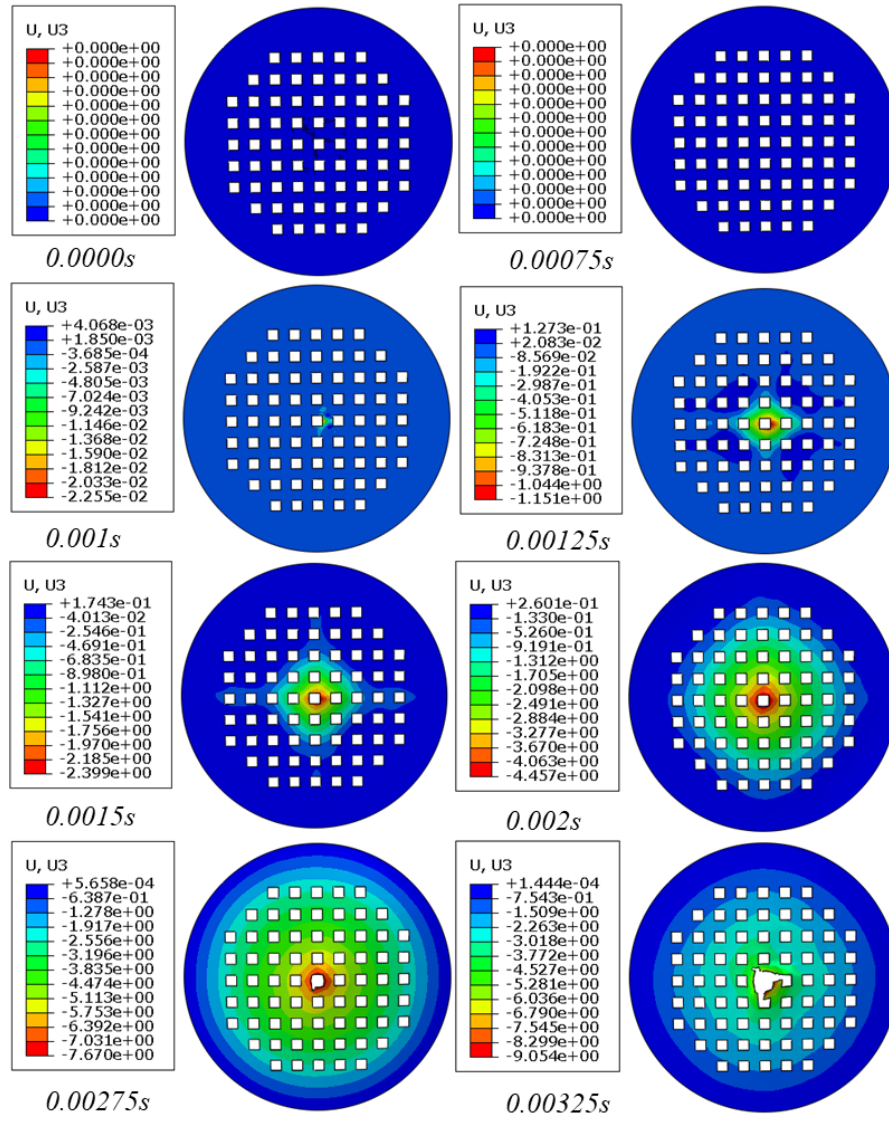 U, U3
+0.000e+00
+0.000e+00
+0.000e+00
+0.000e+00
+0.000e+00
+0.000e+00
+0.000e+00
+0.000e+00
+0.000e+00
+0.000e+00
+0.000e+00
+0.000e+00
+0.000e+00
0.0000s
U, U3
+0.000e+00
+0.000e+00
+0.000e+00
+0.000e+00
+0.000e+00
+0.000e+00
+0.000e+00
+0.000e+00
+0.000e+00
+0.000e+00
+0.000e+00
+0.000e+00
+0.000e+00
0.00075s
U, U3
+4.068e-03
+1.850e-03
-3.685e-04
-2.587e-03
-4.805e-03
-7.024e-03
-9.242e-03
-1.146e-02
-1.368e-02
-1.590e-02
-1.812e-02
-2.033e-02
-2.255e-02
0.001s
U, U3
+1.273e-01
+2.083e-02
-8.569e-02
-1.922e-01
-2.987e-01
-4.053e-01
-5.118e-01
-6.183e-01
-7.248e-01
-8.313e-01
-9.378e-01
-1.044e+00
-1.151e+00
0.00125s
U, U3
+1.743e-01
-4.013e-02
-2.546e-01
-4.691e-01
-6.835e-01
-8.980e-01
-1.112e+00
-1.327e+00
-1.541e+00
-1.756e+00
-1.970e+00
-2.185e+00
-2.399e+00
0.0015s
U, U3
+2.601e-01
-1.330e-01
-5.260e-01
-9.191e-01
-1.312e+00
-1.705e+00
-2.098e+00
-2.491e+00
-2.884e+00
-3.277e+00
-3.670e+00
-4.063e+00
-4.457e+00
0.002s
U, U3
+5.658e-04
-6.387e-01
-1.278e+00
-1.917e+00
-2.556e+00
-3.196e+00
-3.835e+00
-4.474e+00
-5.113e+00
-5.753e+00
-6.392e+00
-7.031e+00
-7.670e+00
0.00275s
U, U3
+1.444e-04
-7.543e-01
-1.509e+00
-2.263e+00
-3.018e+00
-3.772e+00
-4.527e+00
-5.281e+00
-6.036e+00
-6.790e+00
-7.545e+00
-8.299e+00
-9.054e+00
0.00325s